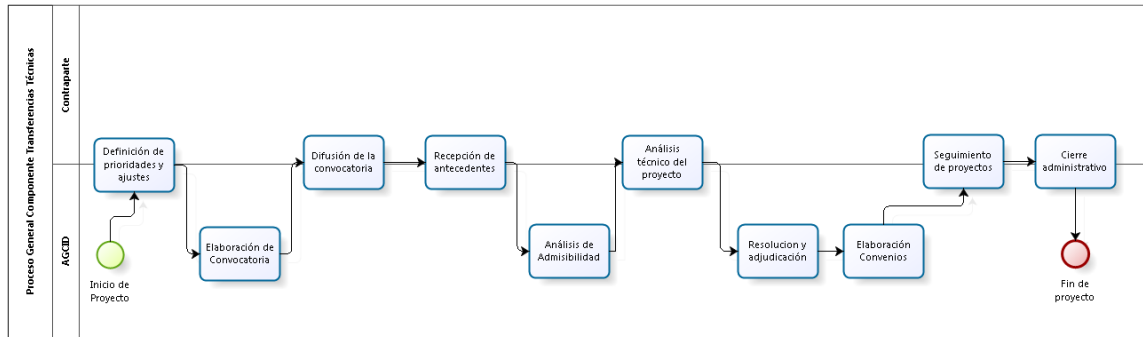 Proceso General Componente Transferencias Técnicas
Contraparte
AGCID
Definición de
prioridades y
ajustes
Difusión de la
convocatoria
Recepción de
antecedentes
Análisis
técnico del
proyecto
Seguimiento
de proyectos
Cierre
administrativo
Elaboración de
Convocatoria
Análisis de
Admisibilidad
Resolucion y
adjudicación
Elaboración
Convenios
Inicio de
Proyecto
Fin de
proyecto